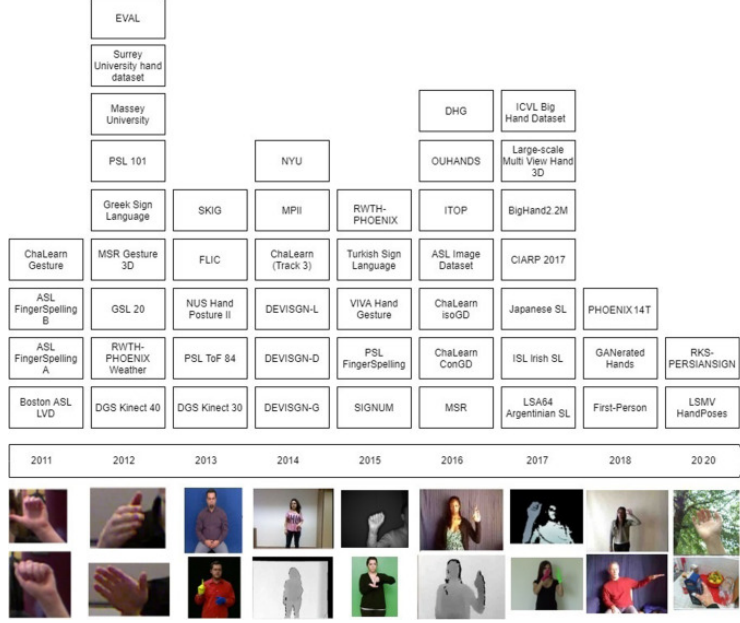 EVAL
Surrey
University hand
dataset
Massey
University
DHG
ICVL Big
Hand Dataset
PSL 101
NYU
OUHANDS
Large-scale
Multi View Hand
3D
Greek Sign
Language
SKIG
MPII
RWTH-
PHOENIX
ITOP
BigHand2.2M
ChaLearn
Gesture
MSR Gesture
3D
FLIC
ChaLearn
(Track 3)
Turkish Sign
Language
ASL Image
Dataset
CIARP 2017
ASL
FingerSpelling
B
GSL 20
NUS Hand
Posture II
DEVISGN-L
VIVA Hand
Gesture
ChaLearn
isoGD
Japanese SL
PHOENIX14T
ASL
FingerSpelling
A
RWTH-
PHOENIX
Weather
PSL ToF 84
DEVISGN-D
PSL
FingerSpelling
ChaLearn
ConGD
ISL Irish SL
GANerated
Hands
RKS-
PERSIANSIGN
Boston ASL
LVD
DGS Kinect 40
DGS Kinect 30
DEVISGN-G
SIGNUM
MSR
LSA64
Argentinian SL
First-Person
LSMV
HandPoses
2011 2012 2013 2014 2015 2016 2017 2018 2020